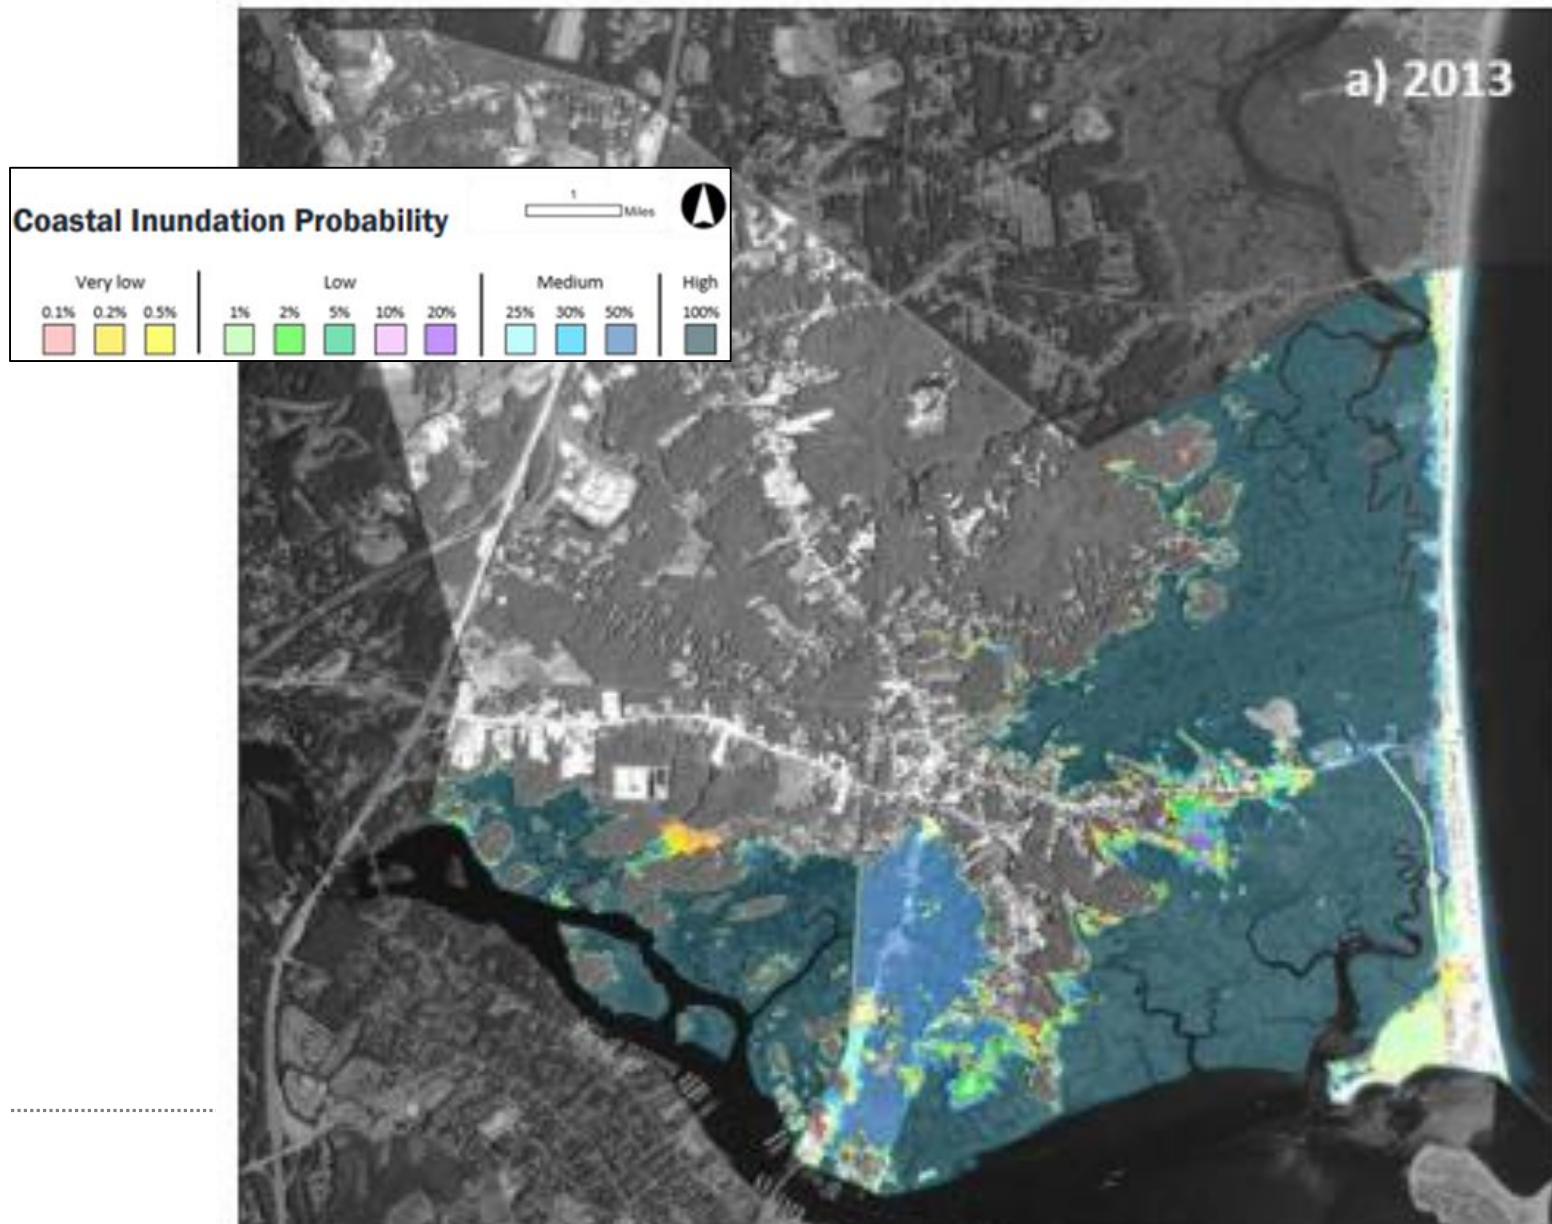 a) 2013
1
Miles
Coastal Inundation Probability
Very low Low Medium High
0.1% 0.2% 0.5% 1% 2% 5% 10% 20% 25% 30% 50% 100%